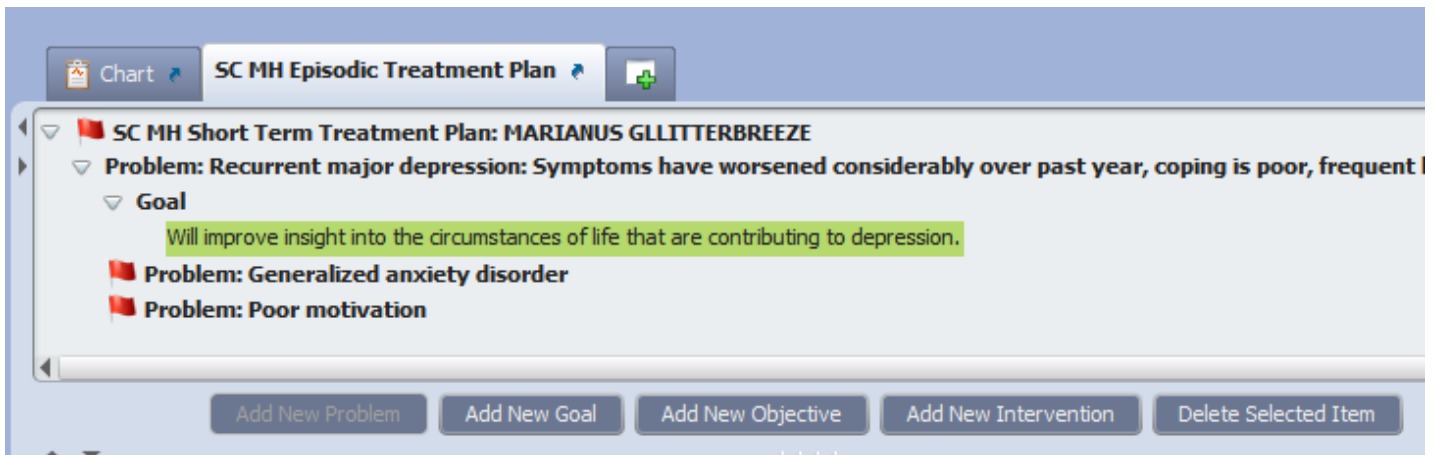 Chart
SC MH Episodic Treatment Plan
SC MH Short Term Treatment Plan: MARIANUS GLLITTERBREEZE
Problem: Recurrent major depression: Symptoms have worsened considerably over past year, coping is poor, frequent
Goal
Will improve insight into the circumstances of life that are contributing to depression.
Problem: Generalized anxiety disorder
Problem: Poor motivation
Add New Problem
Add New Goal
Add New Objective
Add New Intervention
Delete Selected Item